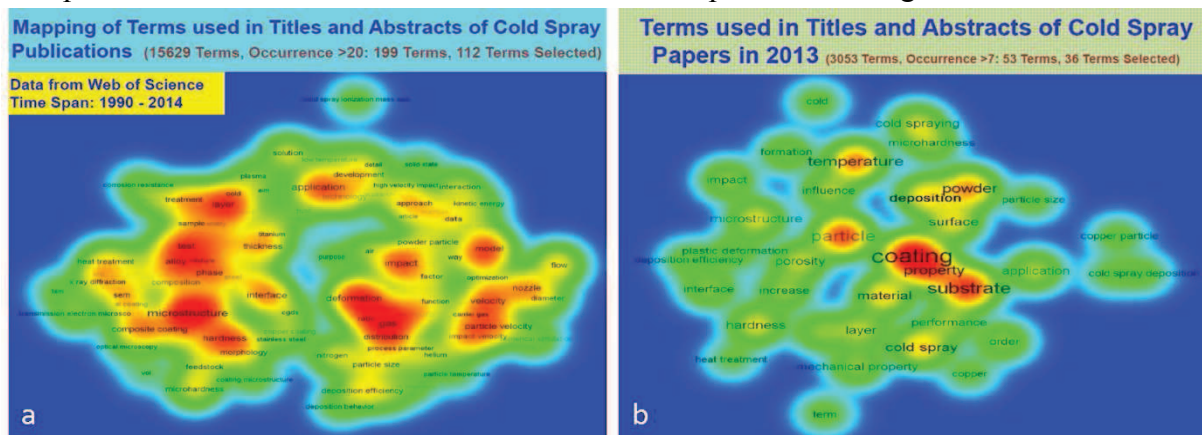 Mapping of Terms used in Titles and Abstracts of Cold Spray
Publications (15629 Terms, Occurrence >20: 199 Terms, 112 Terms Selected)
Data from Web of Science
Time Span: 1990 - 2014
solution
detail
plasma
development
corrosion resistance
application
high velocity impact
interaction
treatment
cold
layer
approach
kinetic energy
sample
data
titanium
test
thickness
powder particle
model
air
way
purpose
heat treatment
alloy
phase
impact
flow
x ray diffraction
composition
factor
optimization
nozzle
sem
interface
deformation
function
velocity
diameter
microstructure
carrier gas
composite coating
distribution
particle velocity
hardness
stainless steel
process parameter
impact velocity
optical microscopy
morphology
nitrogen
helium
feedstock
particle size
particle temperature
coating microstructure
microhardness
deposition efficiency
deposition behavior
a
Terms used in Titles and Abstracts of Cold Spray
Papers in 2013 (3053 Terms, Occurrence >7: 53 Terms, 36 Terms Selected)
cold
cold spraying
formation
microhardness
temperature
impact
influence
powder
deposition
particle size
microstructure
surface
particle
copper particle
plastic deformation
coating
deposition efficiency
porosity
property
application
cold spray deposition
interface
increase
material
substrate
hardness
layer
performance
cold spray
order
heat treatment
mechanical property
copper
term
b